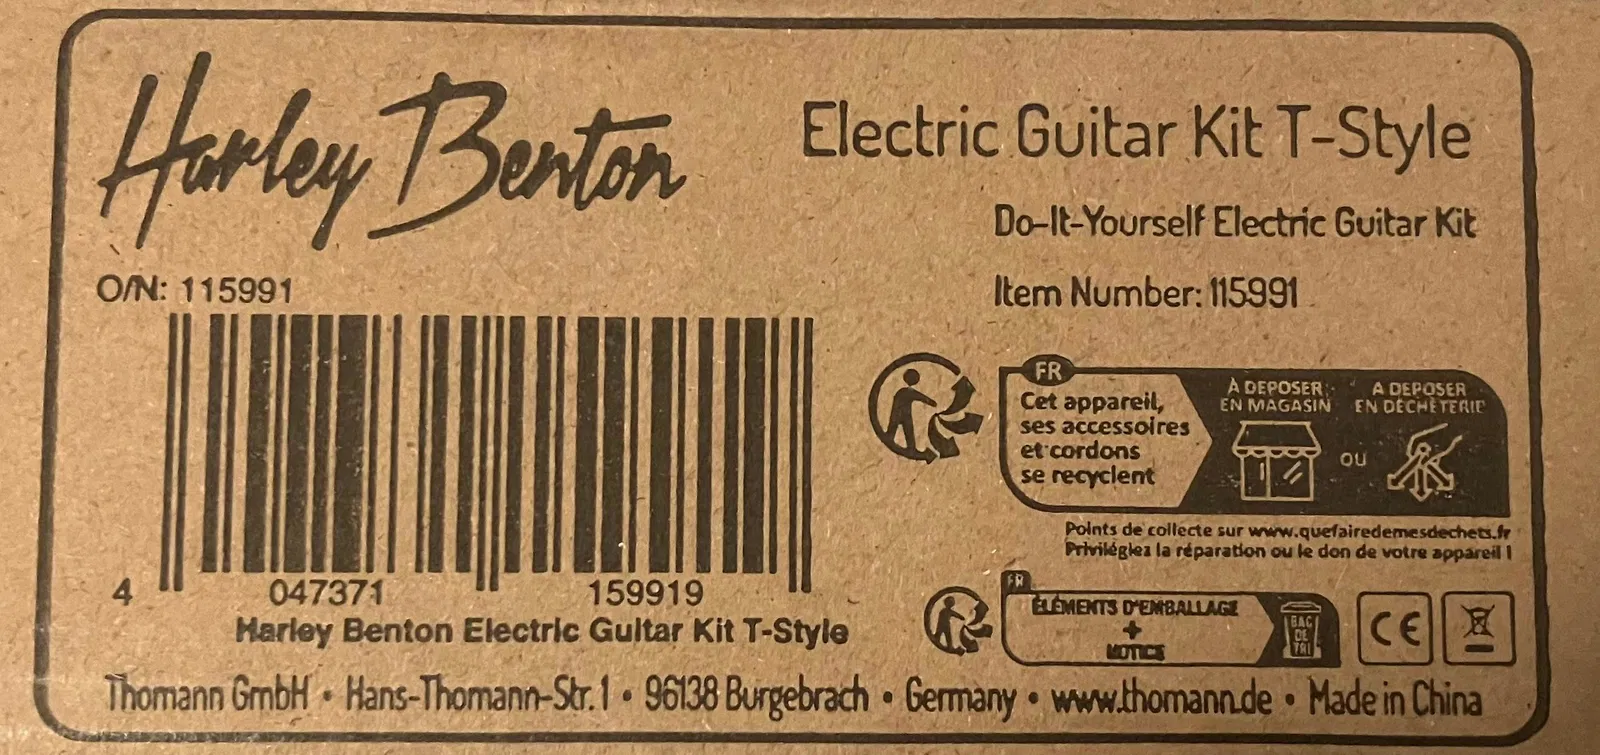 Harley Benton
Electric Guitar Kit T-Style
Do-It-Yourself Electric Guitar Kit
O/N: 115991
Item Number: 115991
4 047371 159919
Harley Benton Electric Guitar Kit T-Style
FR
Cet appareil,
ses accessoires
et cordons
se recyclent
À DEPOSER
EN MAGASIN
OU
A DEPOSER
EN DÉCHÈTERIE
Points de collecte sur www.quefairedemesdechets.fr
Privilégiez la réparation ou le don de votre appareil !
FR
ÉLÉMENTS D'EMBALLAGE
+
NOTICE
BAC
DE
TRI
CE
Thomann GmbH • Hans-Thomann-Str. 1 • 96138 Burgebrach • Germany • www.thomann.de • Made in China